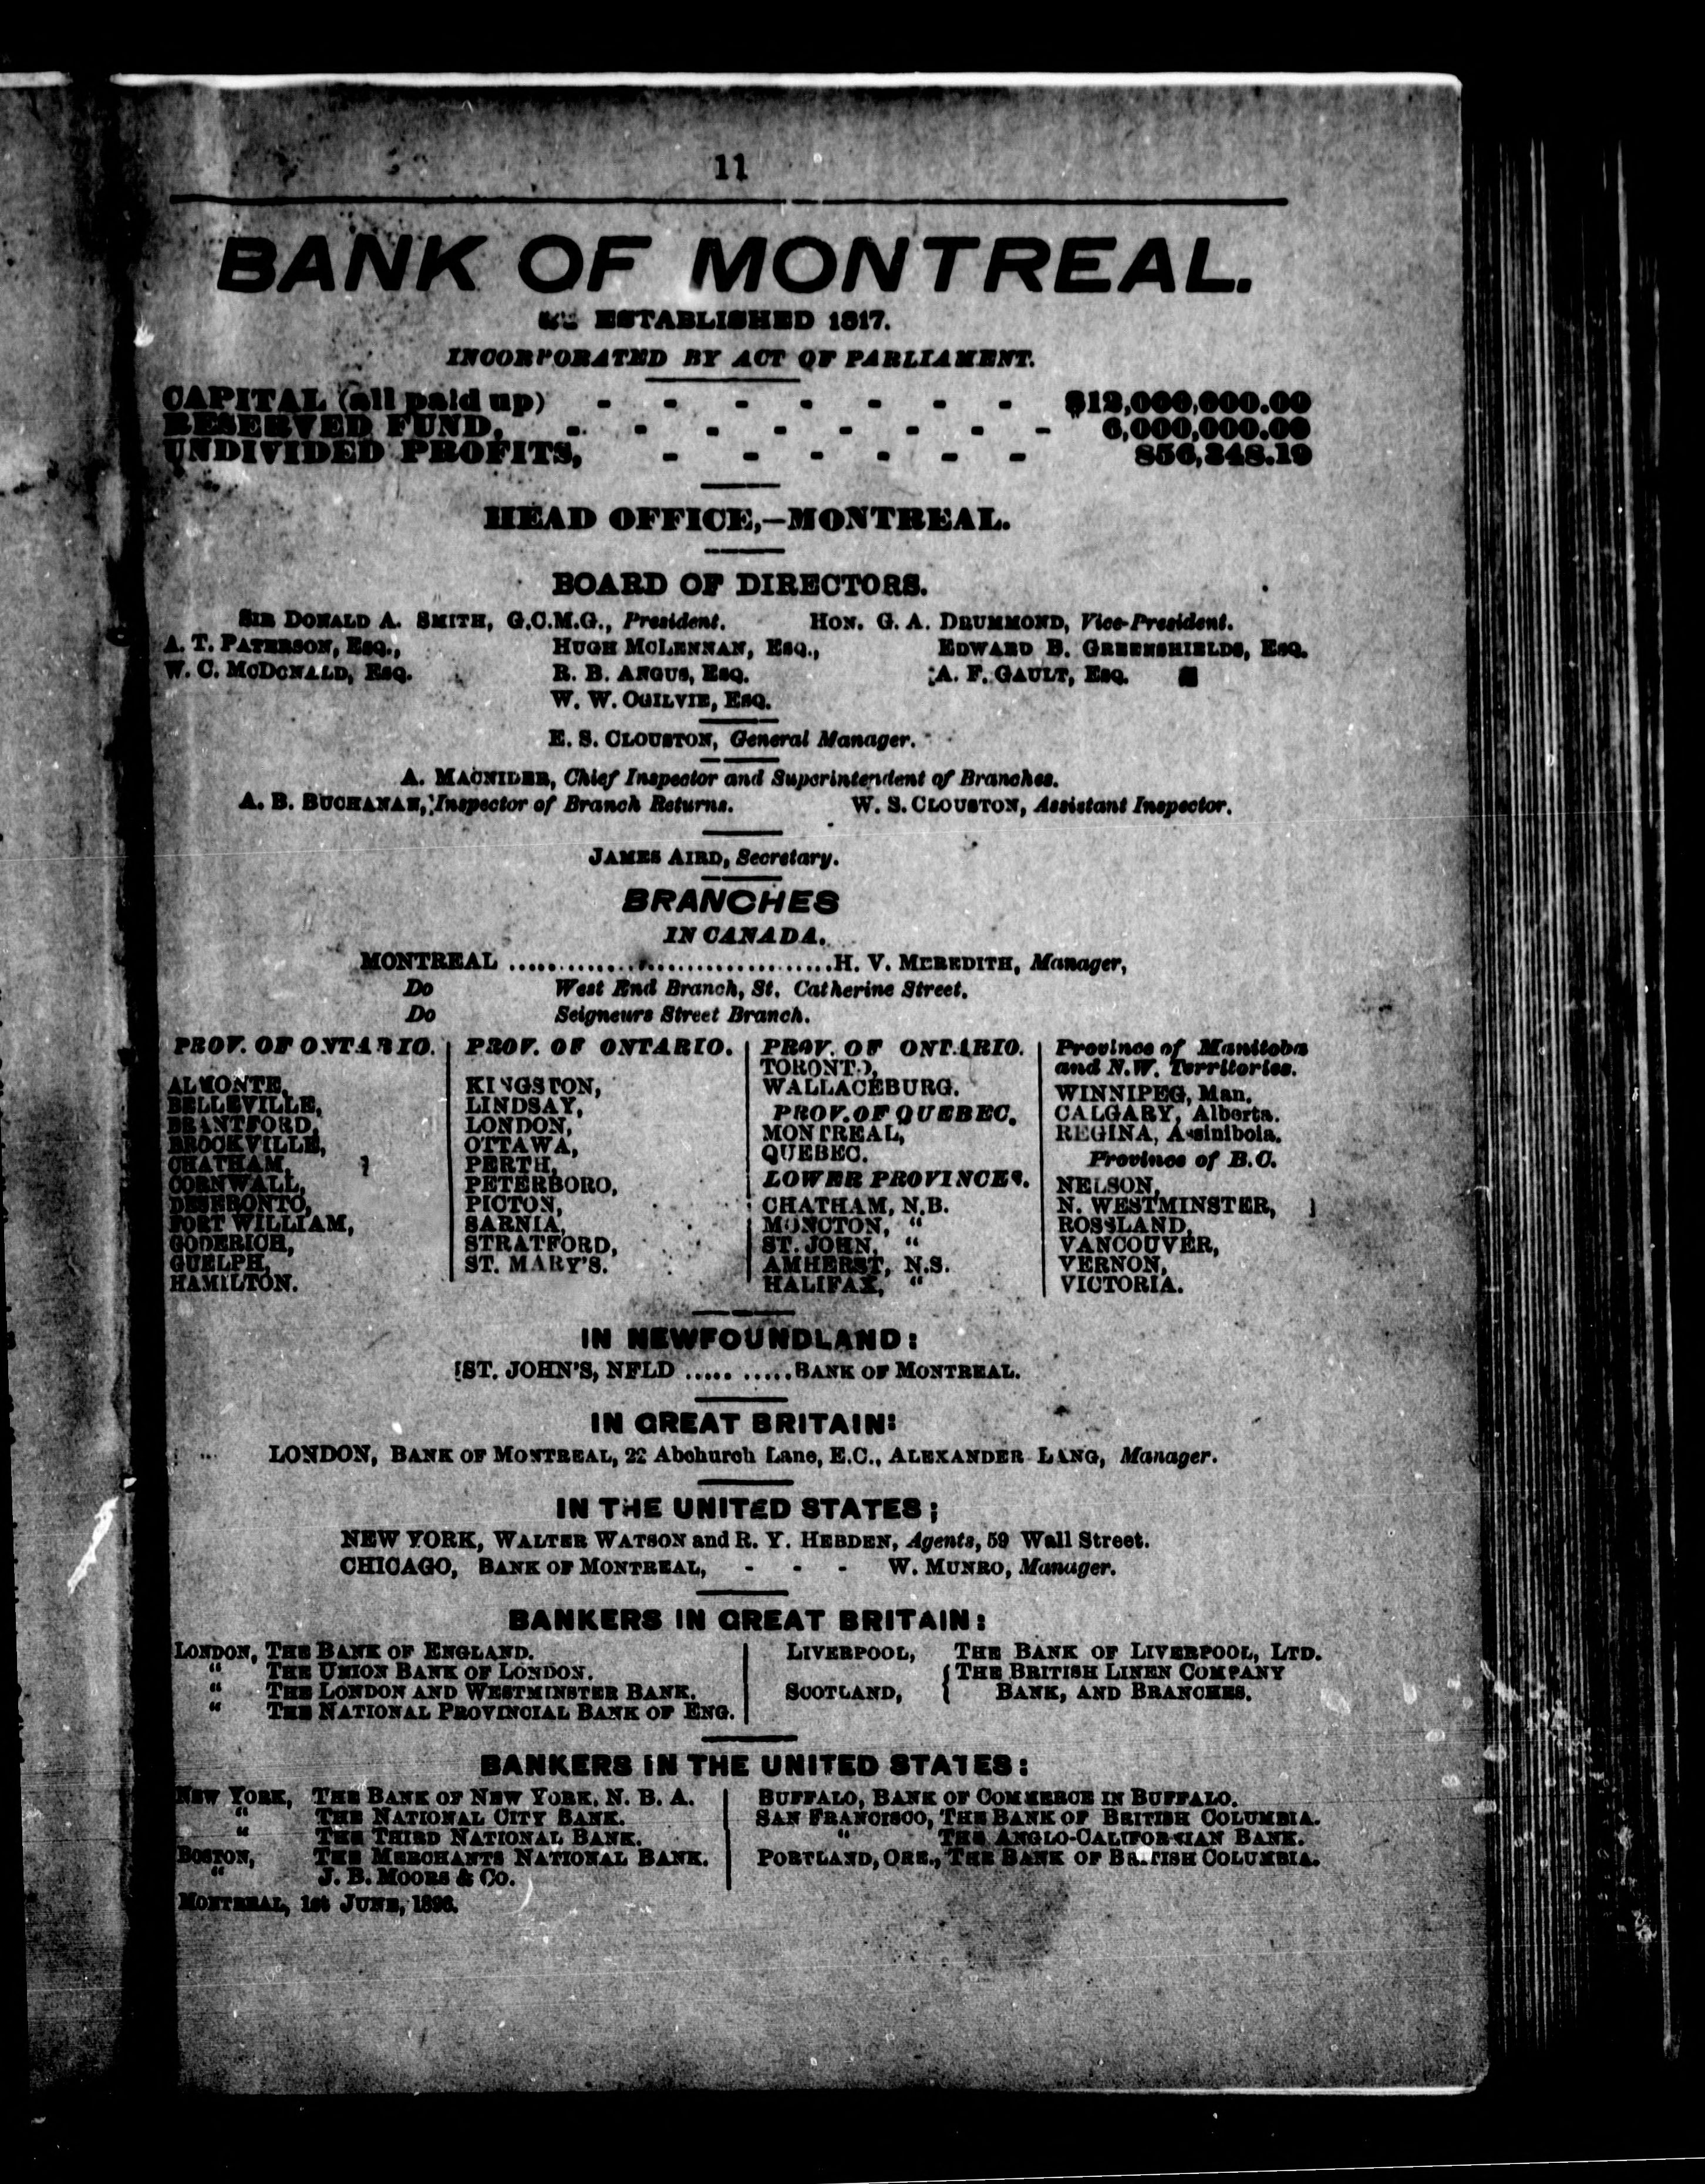 11
BANK OF MONTREAL.
ESTABLISHED 1817.
INCORPORATED BY ACT OF PARLIAMENT.
CAPITAL (all paid up) - - - - - - - $12,000,000.00
RESERVED FUND, - - - - - - - - 6,000,000.00
UNDIVIDED PROFITS, - - - - - - 856,348.19
HEAD OFFICE,—MONTREAL.
BOARD OF DIRECTORS.
SIR DONALD A. SMITH, G.C.M.G., President. HON. G. A. DRUMMOND, Vice-President.
A. T. PATERSON, ESQ., HUGH MCLENNAN, ESQ., EDWARD B. GREENSHIELDS, ESQ.
W. C. MCDONALD, ESQ. R. B. ANGUS, ESQ. A. F. GAULT, ESQ.
W. W. OGILVIE, ESQ.
E. S. CLOUSTON, General Manager.
A. MACNIDER, Chief Inspector and Superintendent of Branches.
A. B. BUCHANAN, Inspector of Branch Returns. W. S. CLOUSTON, Assistant Inspector.
JAMES AIRD, Secretary.
BRANCHES
IN CANADA.
MONTREAL ..................................H. V. MEREDITH, Manager,
Do West End Branch, St. Catherine Street.
Do Seigneurs Street Branch.
PROV. OF ONTARIO.
ALMONTE,
BELLEVILLE,
BRANTFORD,
BROCKVILLE,
CHATHAM,
CORNWALL,
DESERONTO,
FORT WILLIAM,
GODERICH,
GUELPH,
HAMILTON.
PROV. OF ONTARIO.
KINGSTON,
LINDSAY,
LONDON,
OTTAWA,
PERTH,
PETERBORO,
PICTON,
SARNIA,
STRATFORD,
ST. MARY'S.
PROV. OF ONTARIO.
TORONTO,
WALLACEBURG.
PROV. OF QUEBEC.
MONTREAL,
QUEBEC.
LOWER PROVINCES.
CHATHAM, N.B.
MONCTON, "
ST. JOHN, "
AMHERST, N.S.
HALIFAX, "
Province of Manitoba
and N.W. Territories.
WINNIPEG, Man.
CALGARY, Alberta.
REGINA, Assiniboia.
Province of B.C.
NELSON,
N. WESTMINSTER,
ROSSLAND,
VANCOUVER,
VERNON,
VICTORIA.
IN NEWFOUNDLAND:
ST. JOHN'S, NFLD ..... .....BANK OF MONTREAL.
IN GREAT BRITAIN:
LONDON, BANK OF MONTREAL, 22 Abchurch Lane, E.C., ALEXANDER LANG, Manager.
IN THE UNITED STATES;
NEW YORK, WALTER WATSON and R. Y. HEBDEN, Agents, 59 Wall Street.
CHICAGO, BANK OF MONTREAL, - - - W. MUNRO, Manager.
BANKERS IN GREAT BRITAIN:
LONDON, THE BANK OF ENGLAND.
" THE UNION BANK OF LONDON.
" THE LONDON AND WESTMINSTER BANK.
" THE NATIONAL PROVINCIAL BANK OF ENG.
LIVERPOOL, THE BANK OF LIVERPOOL, LTD.
SCOTLAND, { THE BRITISH LINEN COMPANY
BANK, AND BRANCHES.
BANKERS IN THE UNITED STATES:
NEW YORK, THE BANK OF NEW YORK, N. B. A.
" THE NATIONAL CITY BANK.
" THE THIRD NATIONAL BANK.
BOSTON, THE MERCHANTS NATIONAL BANK.
" J. B. MOORS & CO.
BUFFALO, BANK OF COMMERCE IN BUFFALO.
SAN FRANCISCO, THE BANK OF BRITISH COLUMBIA.
" THE ANGLO-CALIFORNIAN BANK.
PORTLAND, ORE., THE BANK OF BRITISH COLUMBIA.
MONTREAL, 1st JUNE, 1896.